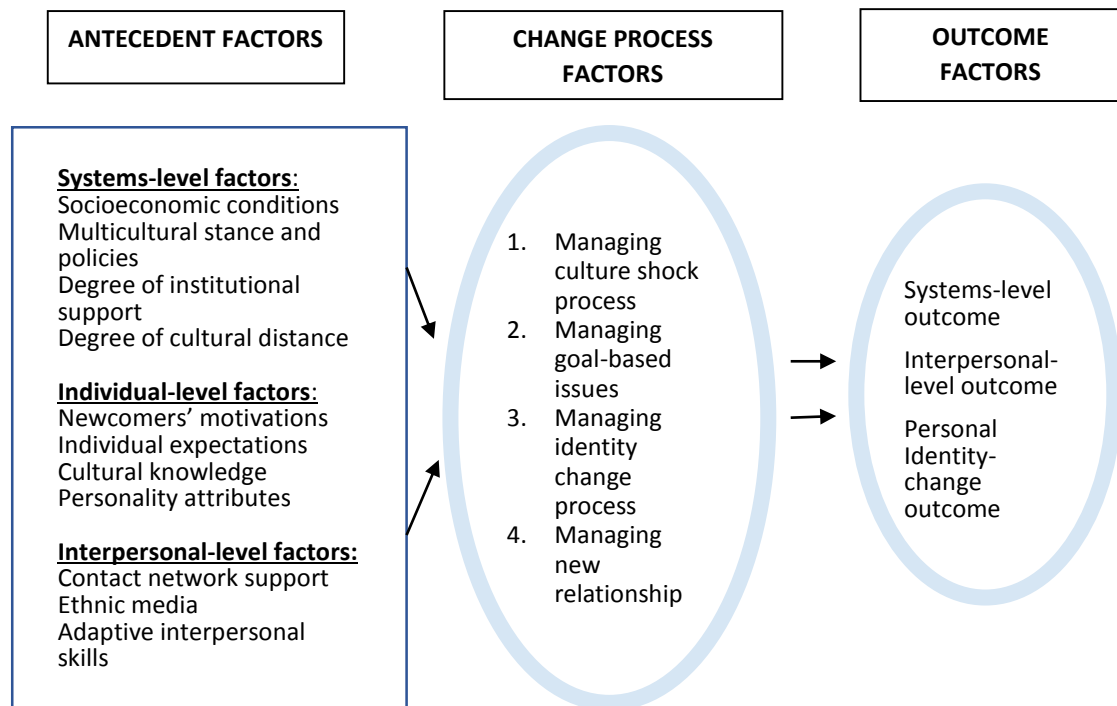 ANTECEDENT FACTORS
CHANGE PROCESS
FACTORS
OUTCOME
FACTORS
Systems-level factors:
Socioeconomic conditions
Multicultural stance and
policies
Degree of institutional
support
Degree of cultural distance
Individual-level factors:
Newcomers’ motivations
Individual expectations
Cultural knowledge
Personality attributes
Interpersonal-level factors:
Contact network support
Ethnic media
Adaptive interpersonal
skills
1. Managing
culture shock
process
2. Managing
goal-based
issues
3. Managing
identity
change
process
4. Managing
new
relationship
Systems-level
outcome
Interpersonal-
level outcome
Personal
Identity-
change
outcome